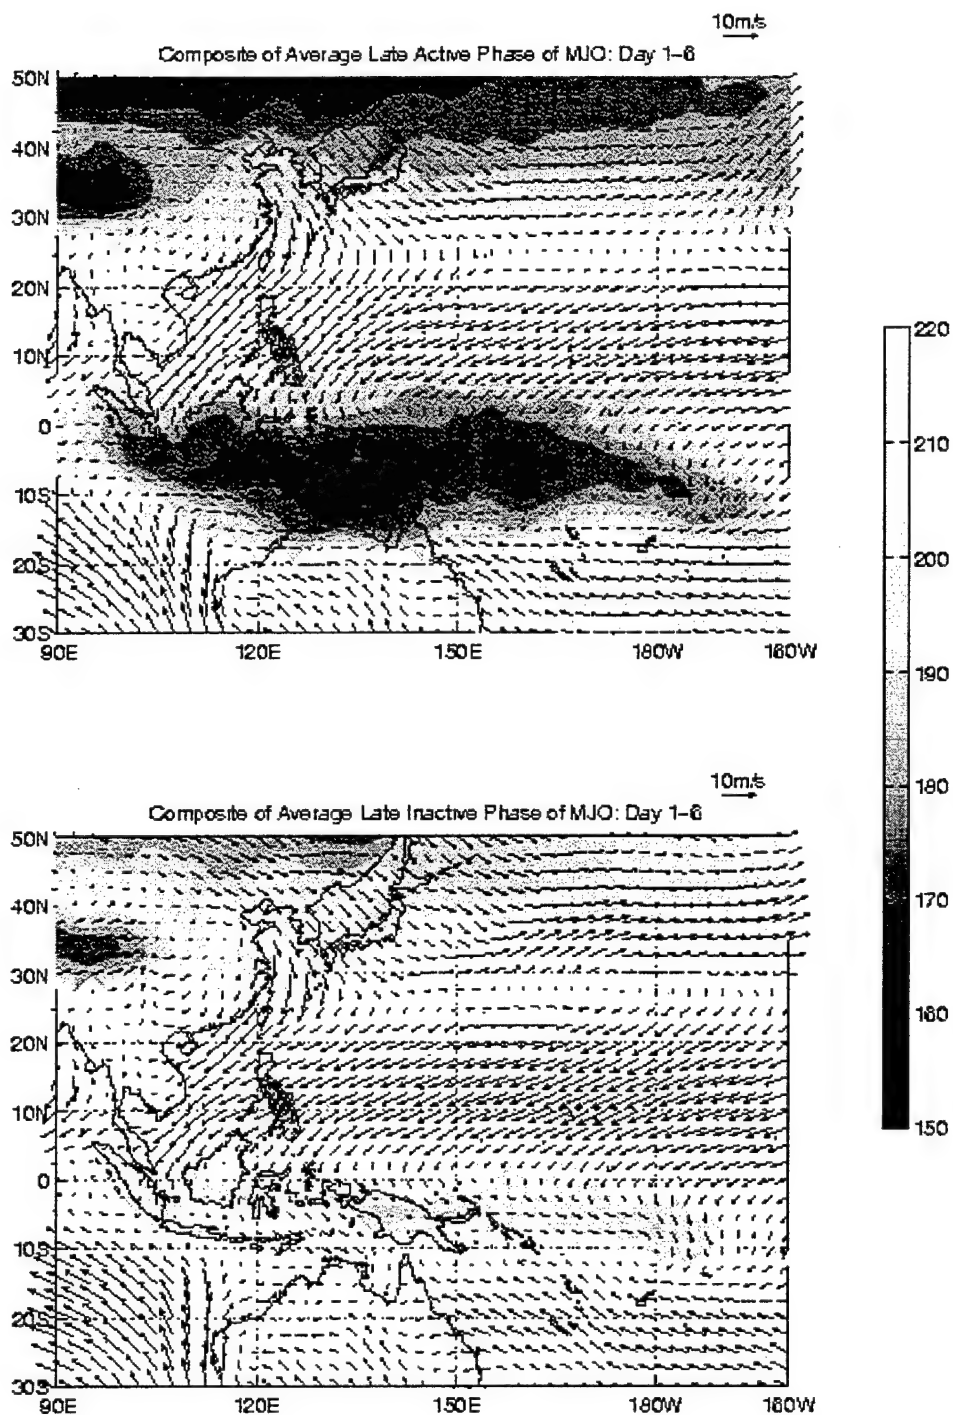 10m/s
Composite of Average Late Active Phase of MJO: Day 1-6
50N
40N
30N
20N
10N
0
10S
20S
30S
90E 120E 150E 180W 160W
220
210
200
190
180
170
160
150
10m/s
Composite of Average Late Inactive Phase of MJO: Day 1-6
50N
40N
30N
20N
10N
0
10S
20S
30S
90E 120E 150E 180W 160W